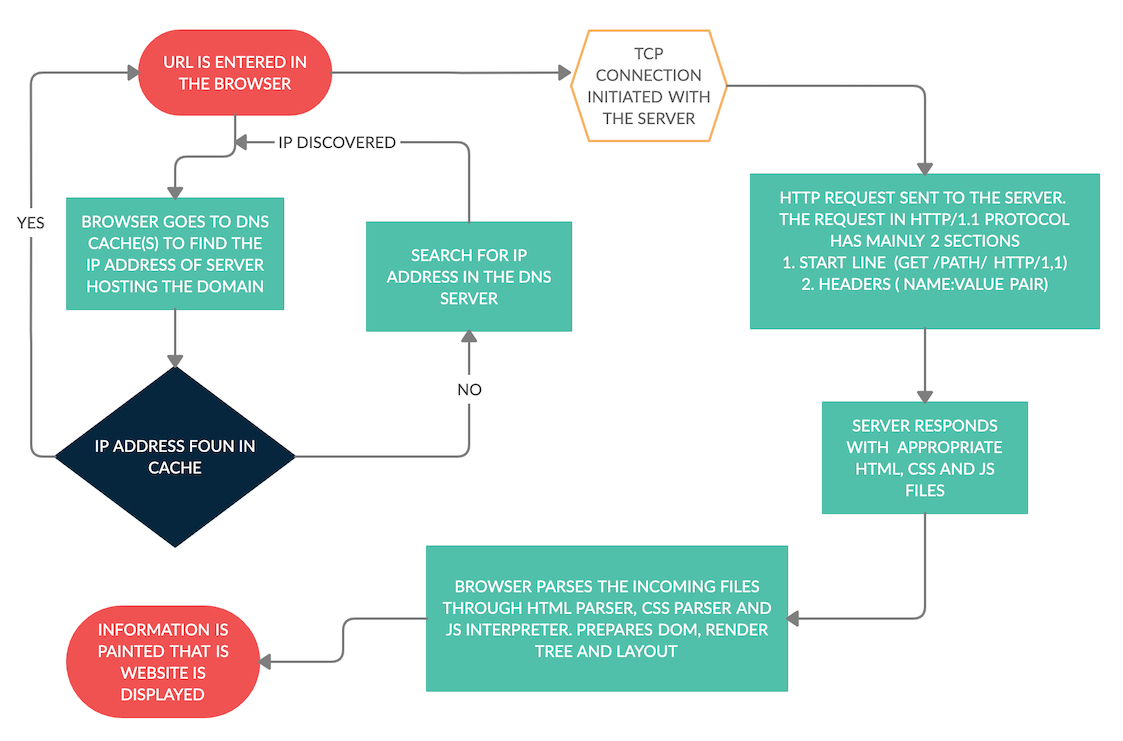 URL IS ENTERED IN
THE BROWSER
TCP
CONNECTION
INITIATED WITH
THE SERVER
IP DISCOVERED
YES
BROWSER GOES TO DNS
CACHE(S) TO FIND THE
IP ADDRESS OF SERVER
HOSTING THE DOMAIN
SEARCH FOR IP
ADDRESS IN THE DNS
SERVER
HTTP REQUEST SENT TO THE SERVER.
THE REQUEST IN HTTP/1.1 PROTOCOL
HAS MAINLY 2 SECTIONS
1. START LINE (GET /PATH/ HTTP/1,1)
2. HEADERS ( NAME:VALUE PAIR)
NO
IP ADDRESS FOUN IN
CACHE
SERVER RESPONDS
WITH APPROPRIATE
HTML, CSS AND JS
FILES
BROWSER PARSES THE INCOMING FILES
THROUGH HTML PARSER, CSS PARSER AND
JS INTERPRETER. PREPARES DOM, RENDER
TREE AND LAYOUT
INFORMATION IS
PAINTED THAT IS
WEBSITE IS
DISPLAYED